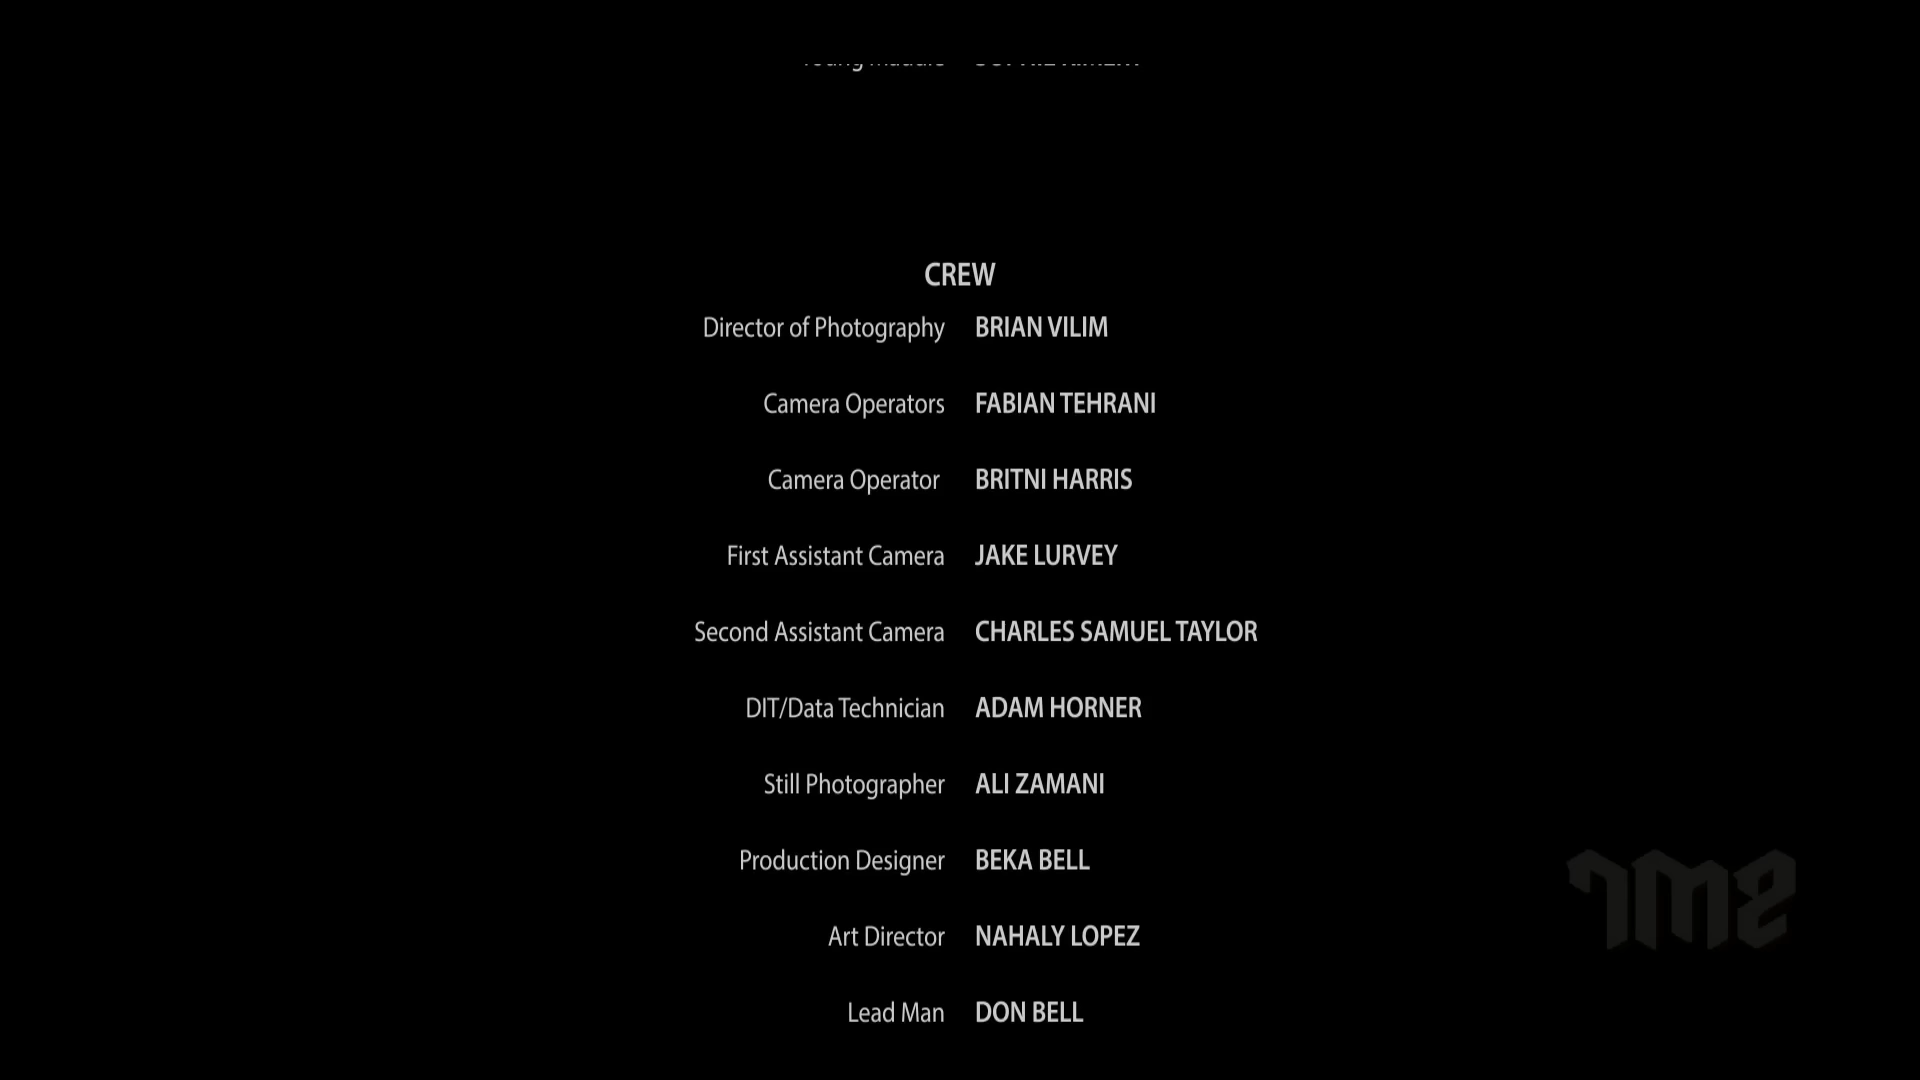 CREW
Director of Photography BRIAN VILIM
Camera Operators FABIAN TEHRANI
Camera Operator BRITNI HARRIS
First Assistant Camera JAKE LURVEY
Second Assistant Camera CHARLES SAMUEL TAYLOR
DIT/Data Technician ADAM HORNER
Still Photographer ALI ZAMANI
Production Designer BEKA BELL
Art Director NAHALY LOPEZ
Lead Man DON BELL